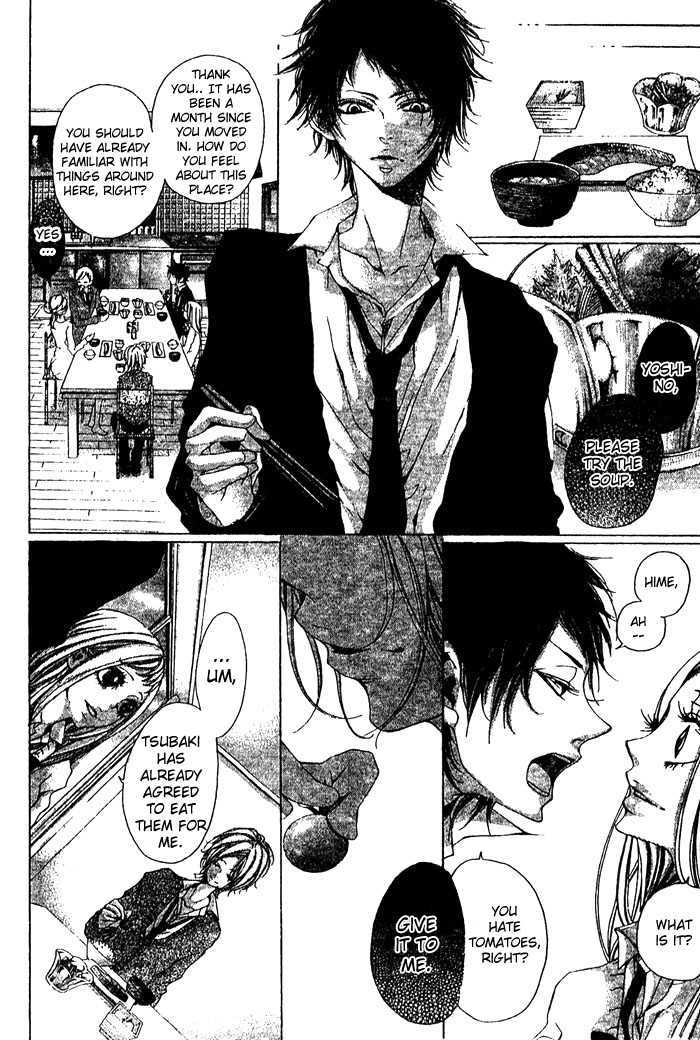 THANK
YOU.. IT HAS
BEEN A
MONTH SINCE
YOU MOVED
IN. HOW DO
YOU FEEL
ABOUT THIS
PLACE?
YOU SHOULD
HAVE ALREADY
FAMILIAR WITH
THINGS AROUND
HERE, RIGHT?
YES
...
YOSHI-
NO,
PLEASE
TRY THE
SOUP.
HIME,
AH
--
WHAT
IS IT?
YOU
HATE
TOMATOES,
RIGHT?
GIVE
IT TO
ME.
...
UM,
TSUBAKI
HAS
ALREADY
AGREED
TO EAT
THEM FOR
ME.